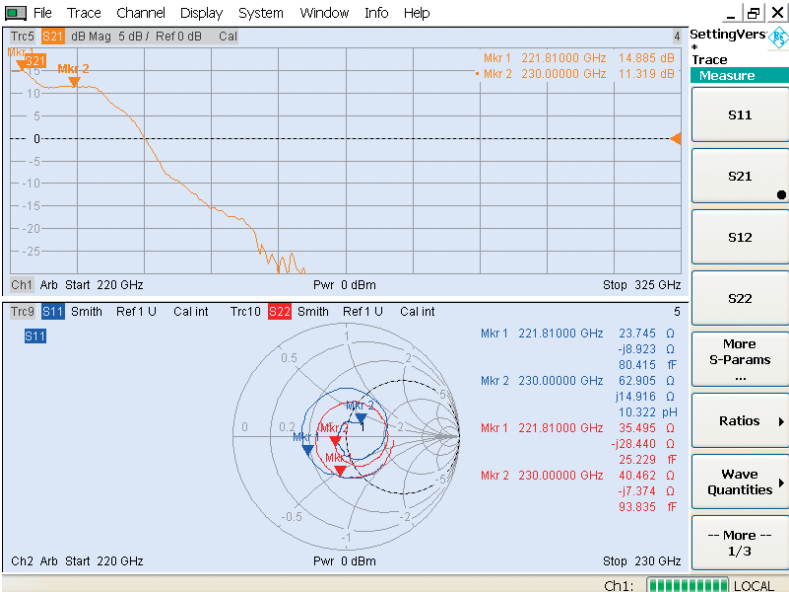 File Trace Channel Display System Window Info Help
Trc5 S21 dB Mag 5 dB / Ref 0 dB Cal 4
SettingVers
*
Trace
Measure
Mkr 1
S21
Mkr 2
Mkr 1 221.81000 GHz 14.885 dB
• Mkr 2 230.00000 GHz 11.319 dB
15
10
5
0
-5
-10
-15
-20
-25
Ch1 Arb Start 220 GHz Pwr 0 dBm Stop 325 GHz
Trc9 S11 Smith Ref 1 U Cal int Trc10 S22 Smith Ref 1 U Cal int 5
S11
Mkr 1 221.81000 GHz 23.745 Ω
-j8.923 Ω
80.415 fF
Mkr 2 230.00000 GHz 62.905 Ω
j14.916 Ω
10.322 pH
Mkr 1 221.81000 GHz 35.495 Ω
-j28.440 Ω
25.229 fF
Mkr 2 230.00000 GHz 40.462 Ω
-j7.374 Ω
93.835 fF
1
0.5
2
5
Mkr 2
0
0.2
Mkr 2
1
2
Mkr 1
Mkr 1
-5
-0.5
-2
-1
Ch2 Arb Start 220 GHz Pwr 0 dBm Stop 230 GHz
S11
S21
S12
S22
More
S-Params
...
Ratios
Wave
Quantities
-- More --
1/3
Ch1: LOCAL